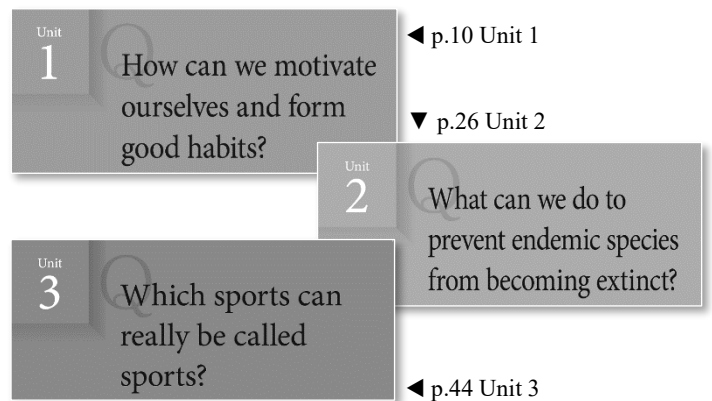 Unit
1
Q
How can we motivate
ourselves and form
good habits?
◀ p.10 Unit 1
▼ p.26 Unit 2
Unit
2
Q
What can we do to
prevent endemic species
from becoming extinct?
Unit
3
Q
Which sports can
really be called
sports?
◀ p.44 Unit 3